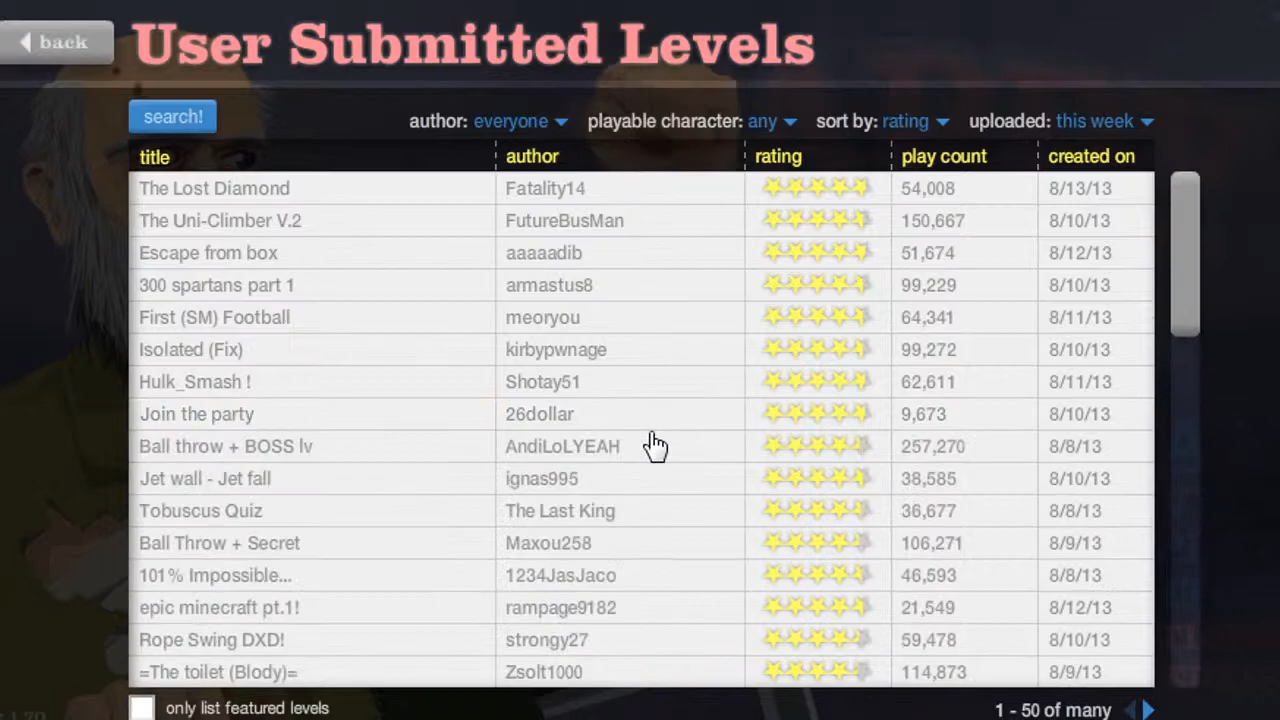 back
User Submitted Levels
search! author: everyone playable character: any sort by: rating uploaded: this week
title author rating play count created on
The Lost Diamond Fatality14 54,008 8/13/13
The Uni-Climber V.2 FutureBusMan 150,667 8/10/13
Escape from box aaaaadib 51,674 8/12/13
300 spartans part 1 armastus8 99,229 8/10/13
First (SM) Football meoryou 64,341 8/11/13
Isolated (Fix) kirbypwnage 99,272 8/10/13
Hulk_Smash ! Shotay51 62,611 8/11/13
Join the party 26dollar 9,673 8/10/13
Ball throw + BOSS lv AndiLoLYEAH 257,270 8/8/13
Jet wall - Jet fall ignas995 38,585 8/10/13
Tobuscus Quiz The Last King 36,677 8/8/13
Ball Throw + Secret Maxou258 106,271 8/9/13
101% Impossible... 1234JasJaco 46,593 8/8/13
epic minecraft pt.1! rampage9182 21,549 8/12/13
Rope Swing DXD! strongy27 59,478 8/10/13
=The toilet (Blody)= Zsolt1000 114,873 8/9/13
only list featured levels 1 - 50 of many